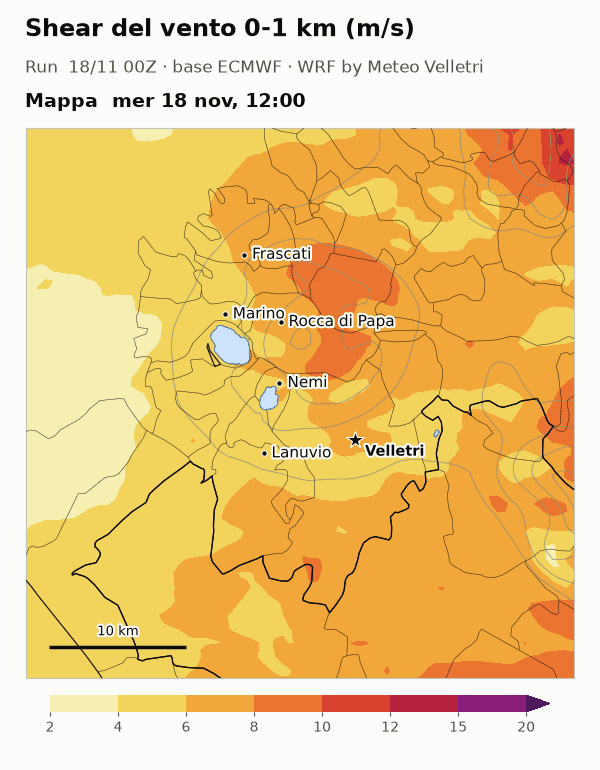 Shear del vento 0-1 km (m/s)
Run  18/11 00Z · base ECMWF · WRF by Meteo Velletri
Mappa  mer 18 nov, 12:00
Frascati
Marino
Rocca di Papa
Nemi
Velletri
Lanuvio
10 km
2 4 6 8 10 12 15 20